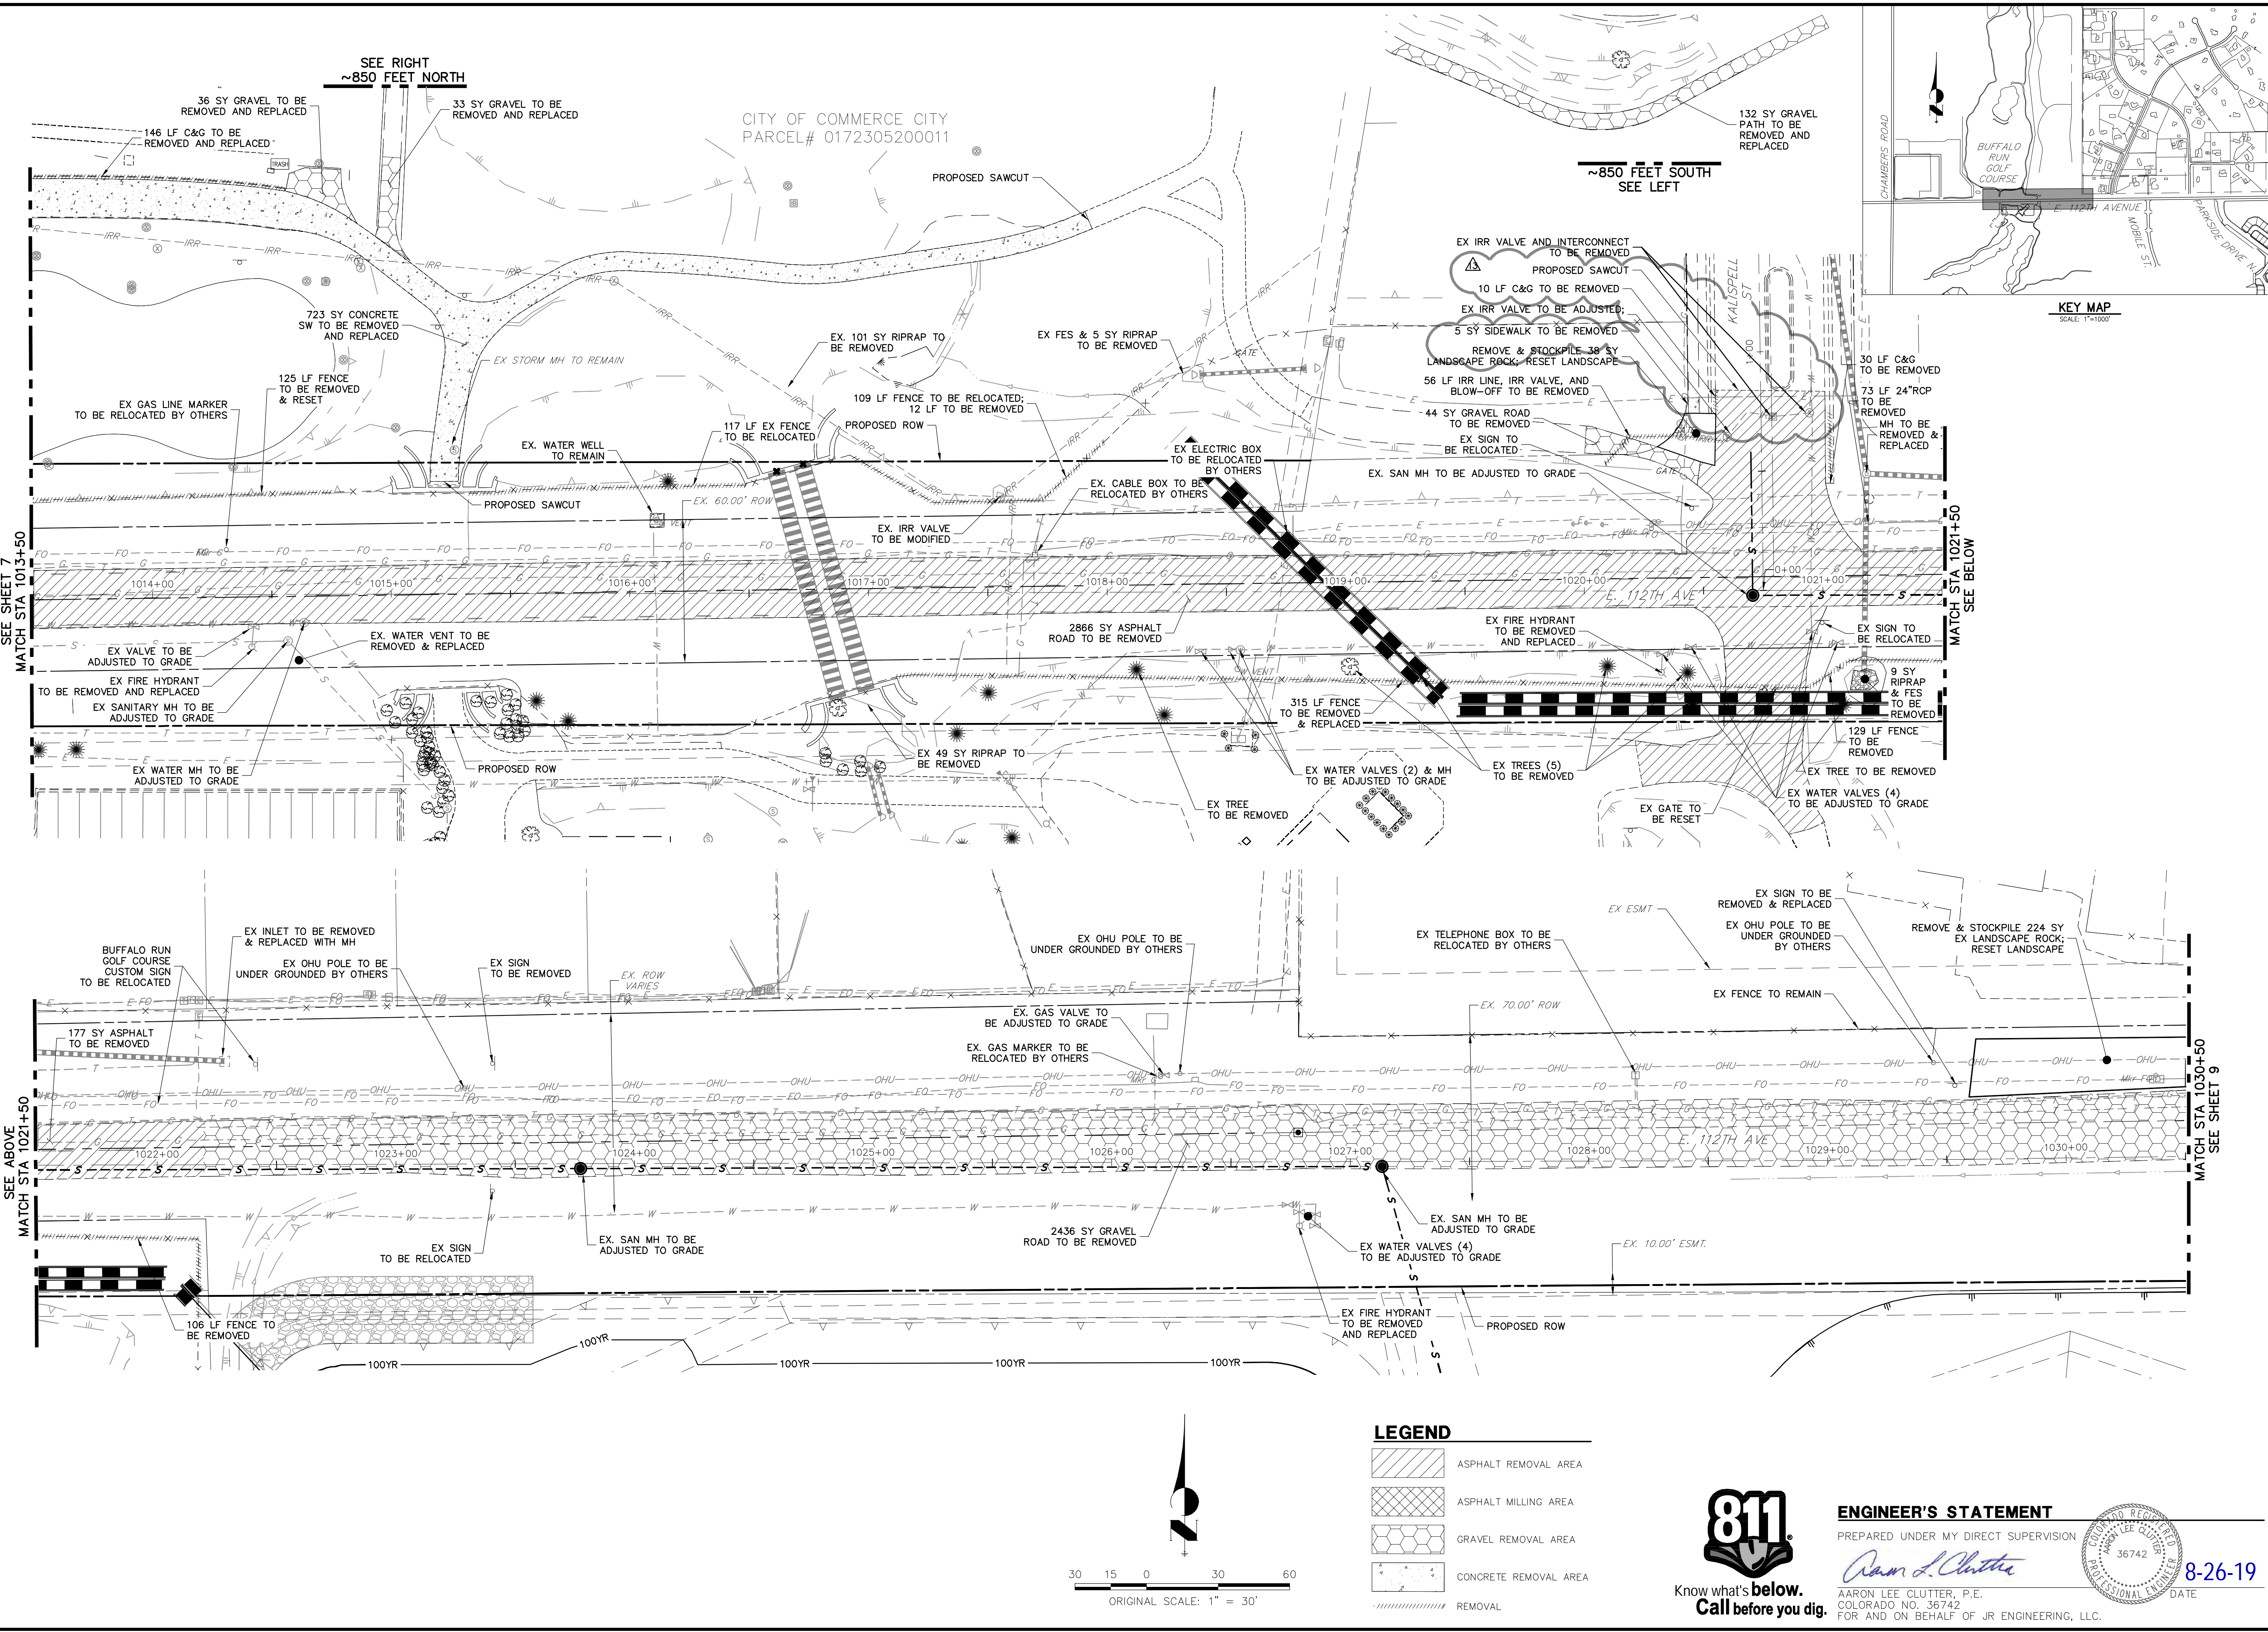 SEE RIGHT
~850 FEET NORTH
36 SY GRAVEL TO BE
REMOVED AND REPLACED
33 SY GRAVEL TO BE
REMOVED AND REPLACED
146 LF C&G TO BE
REMOVED AND REPLACED
TRASH
CITY OF COMMERCE CITY
PARCEL# 0172305200011
PROPOSED SAWCUT
132 SY GRAVEL
PATH TO BE
REMOVED AND
REPLACED
~850 FEET SOUTH
SEE LEFT
CHAMBERS ROAD
BUFFALO
RUN
GOLF
COURSE
E. 112TH AVENUE
MOBILE ST.
PARKSIDE DRIVE N.
KEY MAP
SCALE: 1"=1000'
723 SY CONCRETE
SW TO BE REMOVED
AND REPLACED
EX STORM MH TO REMAIN
125 LF FENCE
TO BE REMOVED
& RESET
EX GAS LINE MARKER
TO BE RELOCATED BY OTHERS
EX. WATER WELL
TO REMAIN
117 LF EX FENCE
TO BE RELOCATED
EX. 101 SY RIPRAP TO
BE REMOVED
109 LF FENCE TO BE RELOCATED;
12 LF TO BE REMOVED
PROPOSED ROW
EX FES & 5 SY RIPRAP
TO BE REMOVED
GATE
EX IRR VALVE AND INTERCONNECT
TO BE REMOVED
PROPOSED SAWCUT
10 LF C&G TO BE REMOVED
EX IRR VALVE TO BE ADJUSTED;
5 SY SIDEWALK TO BE REMOVED
REMOVE & STOCKPILE 38 SY
LANDSCAPE ROCK; RESET LANDSCAPE
56 LF IRR LINE, IRR VALVE, AND
BLOW-OFF TO BE REMOVED
44 SY GRAVEL ROAD
TO BE REMOVED
EX SIGN TO
BE RELOCATED
EX. SAN MH TO BE ADJUSTED TO GRADE
GATE
KALISPELL
ST
1+00
30 LF C&G
TO BE REMOVED
73 LF 24"RCP
TO BE
REMOVED
MH TO BE
REMOVED &
REPLACED
PROPOSED SAWCUT
EX. 60.00' ROW
VENT
EX. IRR VALVE
TO BE MODIFIED
EX. CABLE BOX TO BE
RELOCATED BY OTHERS
EX ELECTRIC BOX
TO BE RELOCATED
BY OTHERS
SEE SHEET 7
MATCH STA 1013+50
MATCH STA 1021+50
SEE BELOW
1014+00
1015+00
1016+00
1017+00
1018+00
1019+00
1020+00
0+00
1021+00
E. 112TH AVE
EX VALVE TO BE
ADJUSTED TO GRADE
EX. WATER VENT TO BE
REMOVED & REPLACED
EX FIRE HYDRANT
TO BE REMOVED AND REPLACED
EX SANITARY MH TO BE
ADJUSTED TO GRADE
EX WATER MH TO BE
ADJUSTED TO GRADE
PROPOSED ROW
2866 SY ASPHALT
ROAD TO BE REMOVED
VENT
EX FIRE HYDRANT
TO BE REMOVED
AND REPLACED
EX SIGN TO
BE RELOCATED
9 SY
RIPRAP
& FES
TO BE
REMOVED
315 LF FENCE
TO BE REMOVED
& REPLACED
EX 49 SY RIPRAP TO
BE REMOVED
EX TREE
TO BE REMOVED
EX WATER VALVES (2) & MH
TO BE ADJUSTED TO GRADE
EX TREES (5)
TO BE REMOVED
129 LF FENCE
TO BE
REMOVED
EX TREE TO BE REMOVED
EX WATER VALVES (4)
TO BE ADJUSTED TO GRADE
EX GATE TO
BE RESET
BUFFALO RUN
GOLF COURSE
CUSTOM SIGN
TO BE RELOCATED
EX INLET TO BE REMOVED
& REPLACED WITH MH
EX OHU POLE TO BE
UNDER GROUNDED BY OTHERS
EX SIGN
TO BE REMOVED
EX. ROW
VARIES
EX OHU POLE TO BE
UNDER GROUNDED BY OTHERS
EX. GAS VALVE TO
BE ADJUSTED TO GRADE
EX. GAS MARKER TO BE
RELOCATED BY OTHERS
EX TELEPHONE BOX TO BE
RELOCATED BY OTHERS
EX. 70.00' ROW
EX ESMT
EX SIGN TO BE
REMOVED & REPLACED
EX OHU POLE TO BE
UNDER GROUNDED
BY OTHERS
EX FENCE TO REMAIN
REMOVE & STOCKPILE 224 SY
EX LANDSCAPE ROCK;
RESET LANDSCAPE
177 SY ASPHALT
TO BE REMOVED
SEE ABOVE
MATCH STA 1021+50
MATCH STA 1030+50
SEE SHEET 9
1022+00
1023+00
1024+00
1025+00
1026+00
1027+00
1028+00
1029+00
1030+00
E. 112TH AVE
EX SIGN
TO BE RELOCATED
EX. SAN MH TO BE
ADJUSTED TO GRADE
2436 SY GRAVEL
ROAD TO BE REMOVED
EX. SAN MH TO BE
ADJUSTED TO GRADE
EX WATER VALVES (4)
TO BE ADJUSTED TO GRADE
EX. 10.00' ESMT.
EX FIRE HYDRANT
TO BE REMOVED
AND REPLACED
PROPOSED ROW
106 LF FENCE TO
BE REMOVED
100YR
100YR
100YR
100YR
100YR
30 15 0 30 60
ORIGINAL SCALE: 1" = 30'
LEGEND
ASPHALT REMOVAL AREA
ASPHALT MILLING AREA
GRAVEL REMOVAL AREA
CONCRETE REMOVAL AREA
REMOVAL
811
Know what's below.
Call before you dig.
ENGINEER'S STATEMENT
PREPARED UNDER MY DIRECT SUPERVISION
Aaron L. Clutter
AARON LEE CLUTTER, P.E.
COLORADO NO. 36742
FOR AND ON BEHALF OF JR ENGINEERING, LLC.
COLORADO REGISTERED
AARON LEE CLUTTER
36742
PROFESSIONAL ENGINEER
8-26-19
DATE